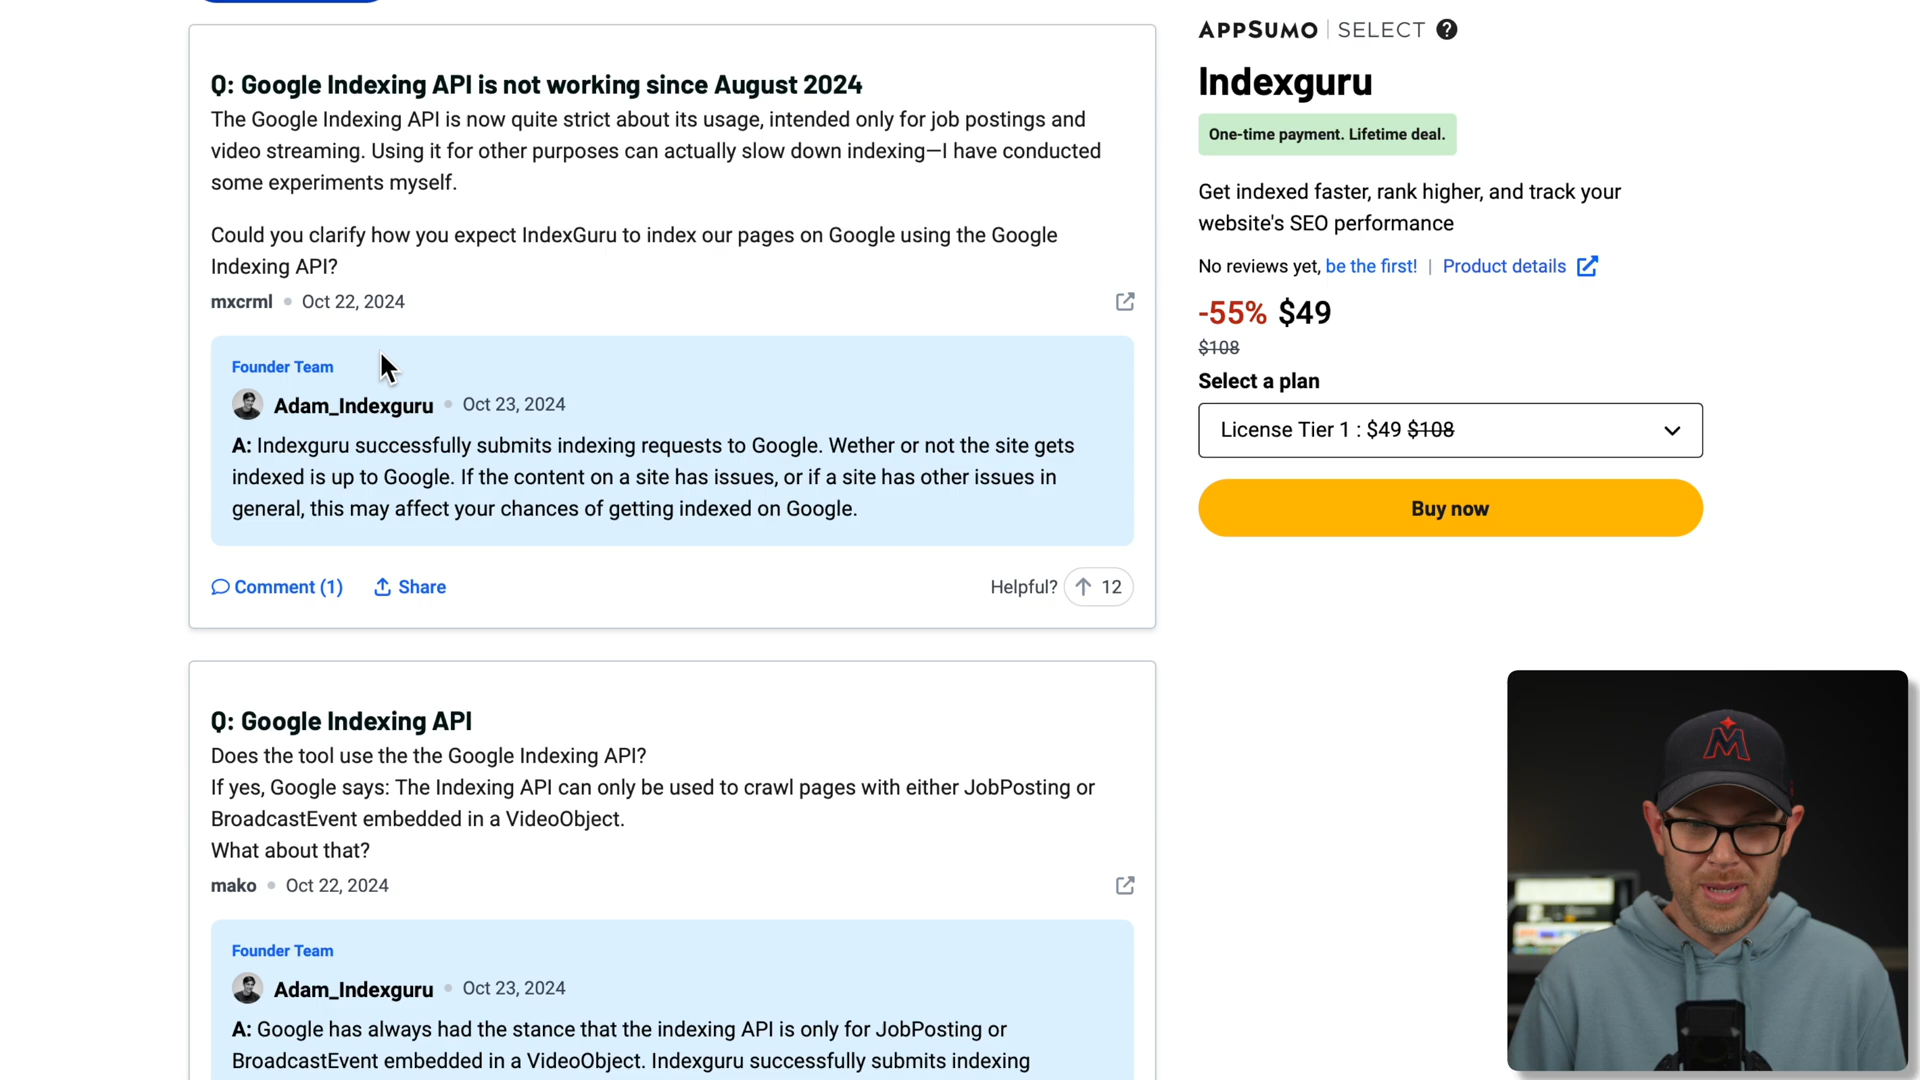 Q: Google Indexing API is not working since August 2024
The Google Indexing API is now quite strict about its usage, intended only for job postings and
video streaming. Using it for other purposes can actually slow down indexing—I have conducted
some experiments myself.
Could you clarify how you expect IndexGuru to index our pages on Google using the Google
Indexing API?
mxcrml • Oct 22, 2024
Founder Team
Adam_Indexguru • Oct 23, 2024
A: Indexguru successfully submits indexing requests to Google. Wether or not the site gets
indexed is up to Google. If the content on a site has issues, or if a site has other issues in
general, this may affect your chances of getting indexed on Google.
Comment (1) Share Helpful? 12
Q: Google Indexing API
Does the tool use the the Google Indexing API?
If yes, Google says: The Indexing API can only be used to crawl pages with either JobPosting or
BroadcastEvent embedded in a VideoObject.
What about that?
mako • Oct 22, 2024
Founder Team
Adam_Indexguru • Oct 23, 2024
A: Google has always had the stance that the indexing API is only for JobPosting or
BroadcastEvent embedded in a VideoObject. Indexguru successfully submits indexing
APPSUMO | SELECT ?
Indexguru
One-time payment. Lifetime deal.
Get indexed faster, rank higher, and track your
website's SEO performance
No reviews yet, be the first! | Product details
-55% $49
$108
Select a plan
License Tier 1 : $49 $108
Buy now
M